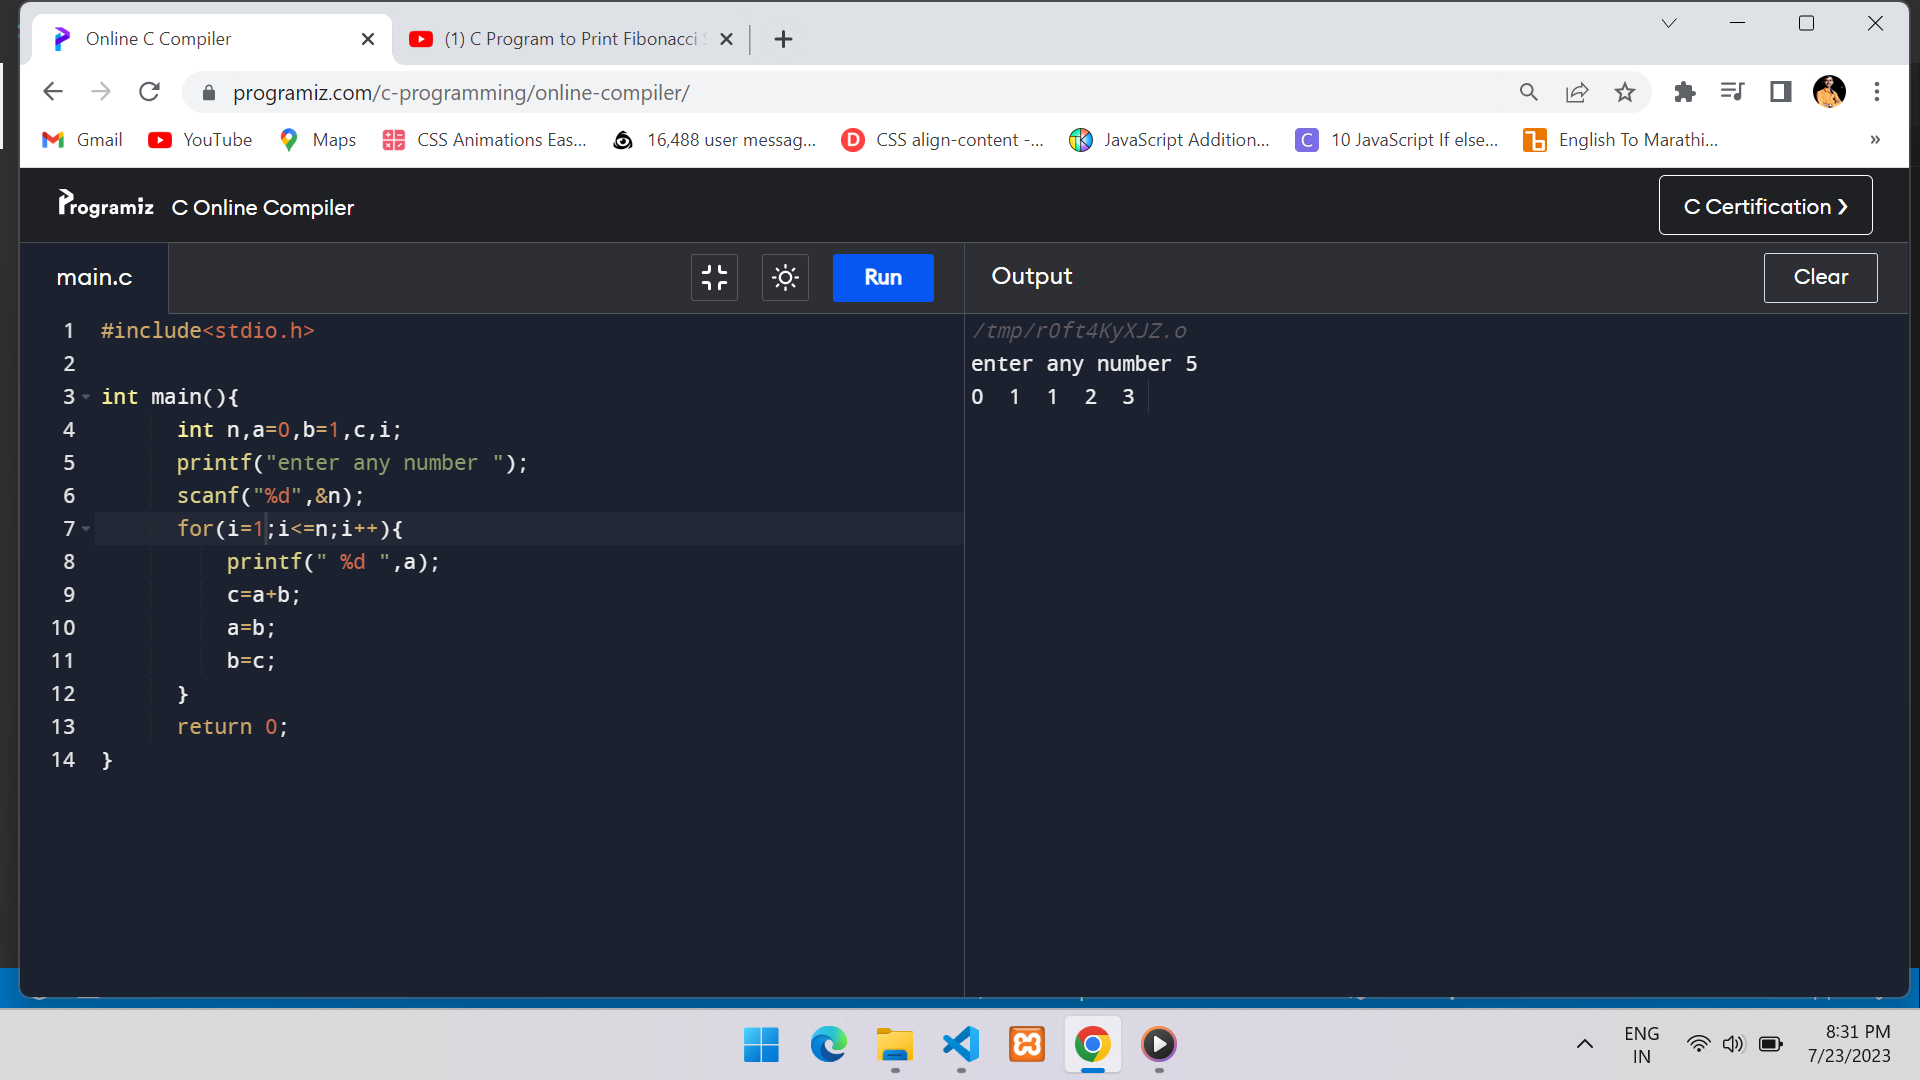 Online C Compiler
(1) C Program to Print Fibonacci
programiz.com/c-programming/online-compiler/
Gmail
YouTube
Maps
CSS Animations Eas...
16,488 user messag...
CSS align-content -...
JavaScript Addition...
10 JavaScript If else...
English To Marathi...
»
Programiz C Online Compiler
C Certification ❯
main.c
Run
Output
Clear
1 #include<stdio.h>
2
3 int main(){
4 int n,a=0,b=1,c,i;
5 printf("enter any number ");
6 scanf("%d",&n);
7 for(i=1;i<=n;i++){
8 printf(" %d ",a);
9 c=a+b;
10 a=b;
11 b=c;
12 }
13 return 0;
14 }
/tmp/rOft4KyXJZ.o
enter any number 5
0 1 1 2 3
ENG
IN
8:31 PM
7/23/2023